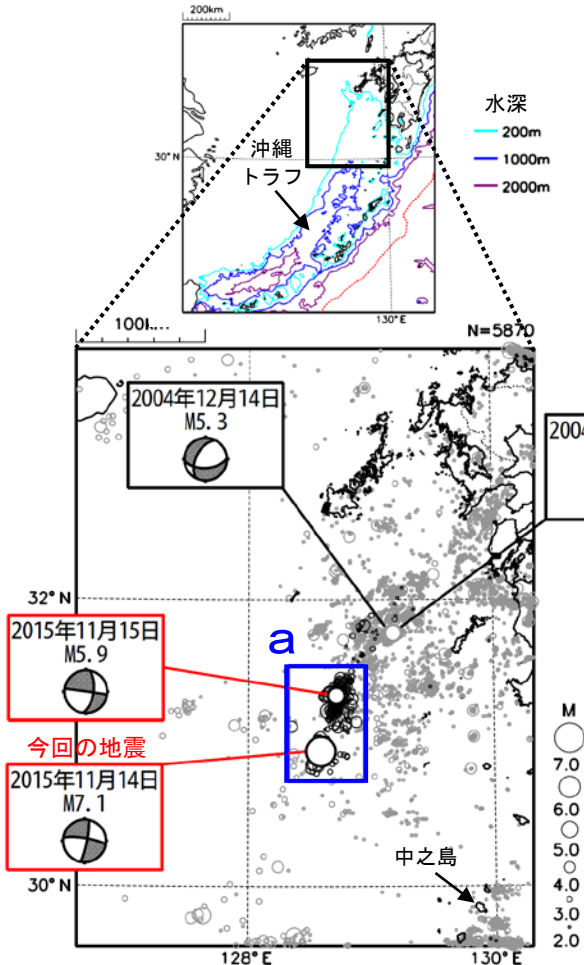 200km
水深
200m
1000m
2000m
沖縄
トラフ
30°N
130°E
N=5870
2004年12月14日
M5.3
2004
32°N
a
2015年11月15日
M5.9
今回の地震
2015年11月14日
M7.1
M
7.0
6.0
5.0
4.0
3.0
2.0
中之島
30°N
128°E
130°E